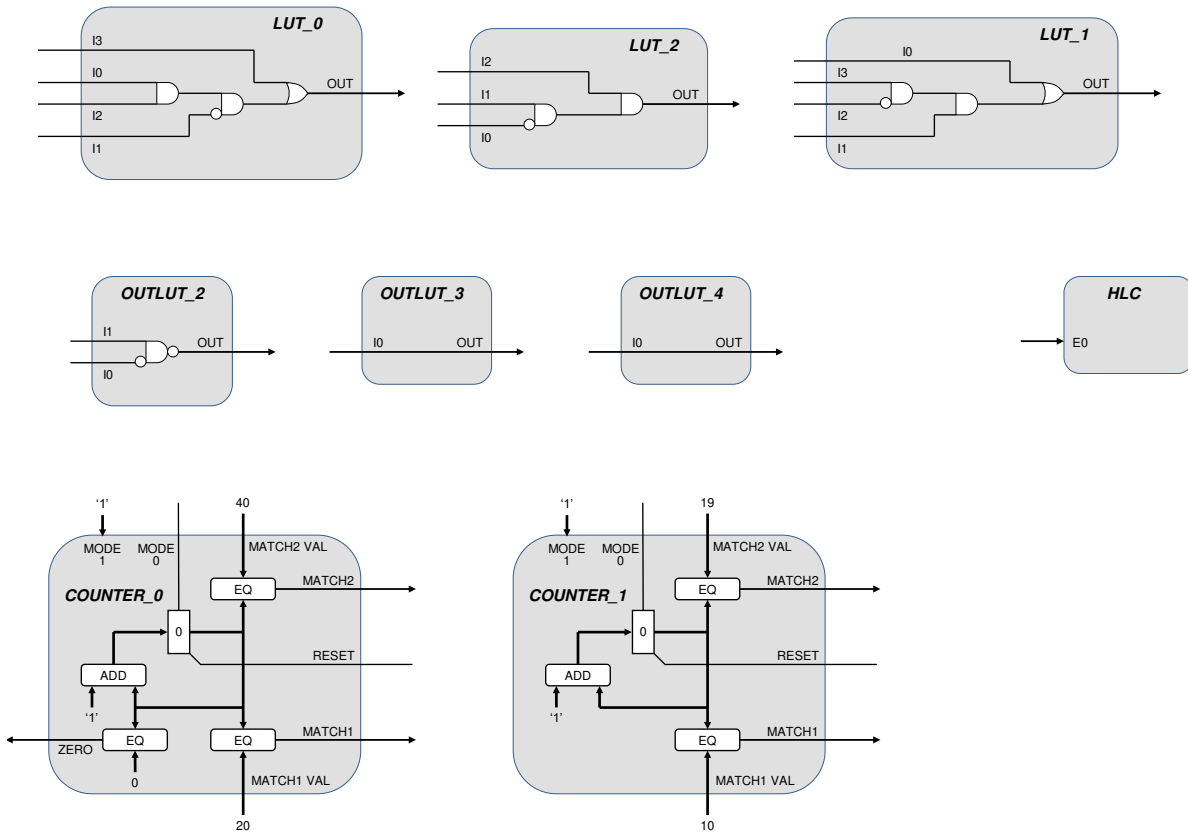 LUT_0
I3
I0
OUT
I2
I1
LUT_2
I2
I1
OUT
I0
LUT_1
I0
I3
OUT
I2
I1
OUTLUT_2
I1
OUT
I0
OUTLUT_3
I0 OUT
OUTLUT_4
I0 OUT
HLC
E0
'1'
40
MODE 1
MODE 0
MATCH2 VAL
EQ
MATCH2
COUNTER_0
0
RESET
ADD
'1'
ZERO
EQ
EQ
MATCH1
0
MATCH1 VAL
20
'1'
19
MODE 1
MODE 0
MATCH2 VAL
EQ
MATCH2
COUNTER_1
0
RESET
ADD
'1'
EQ
MATCH1
MATCH1 VAL
10